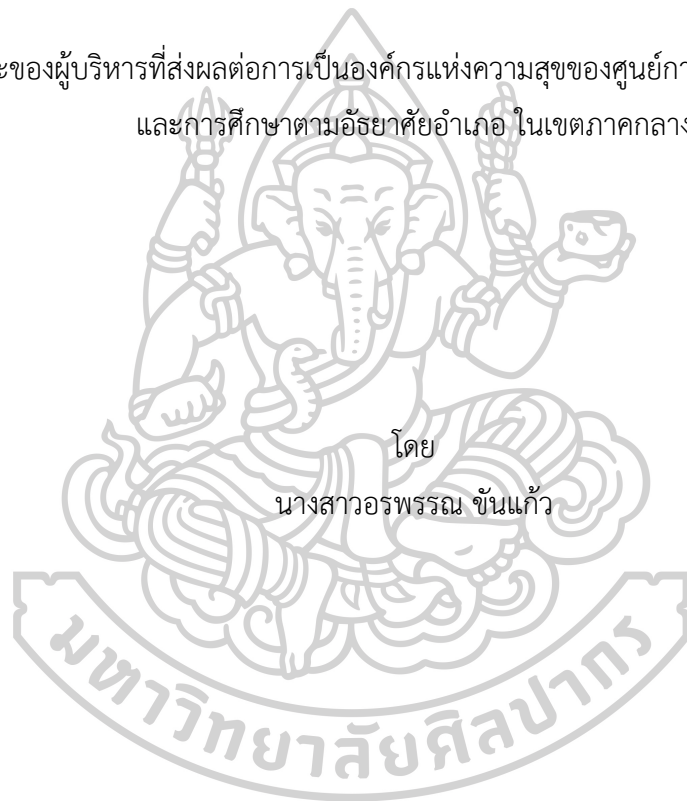 ะของผู้บริหารที่ส่งผลต่อการเป็นองค์กรแห่งความสุขของศูนย์กา
และการศึกษาตามอัธยาศัยอำเภอ ในเขตภาคกลาง
โดย
นางสาวอรพรรณ ขันแก้ว
มหาวิทยาลัยศิลปากร